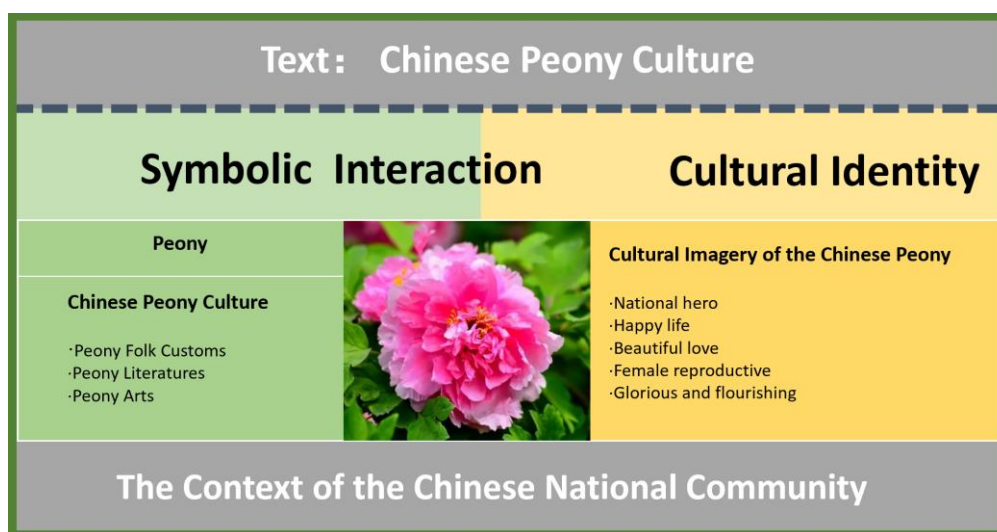 Text： Chinese Peony Culture
Symbolic Interaction
Cultural Identity
Peony
Chinese Peony Culture
·Peony Folk Customs
·Peony Literatures
·Peony Arts
Cultural Imagery of the Chinese Peony
·National hero
·Happy life
·Beautiful love
·Female reproductive
·Glorious and flourishing
The Context of the Chinese National Community